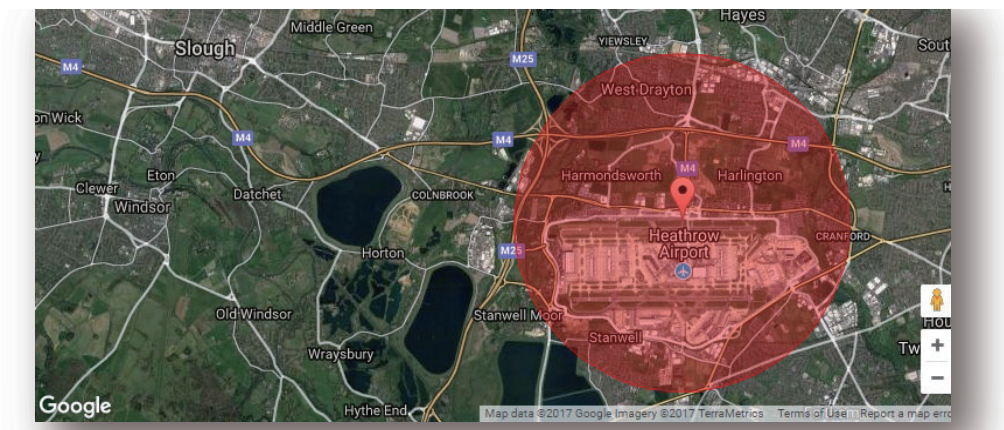 Hayes
Middle Green
YIEWSLEY
Slough
M25
M4
West Drayton
on Wick
M4
M4
M4
M4
Eton
Harmondsworth
Harlington
Clewer
Datchet
COLNBROOK
Windsor
Heathrow
Airport
CRANFORD
Horton
M25
Old Windsor
Stanwell Moor
Stanwell
Wraysbury
Tw
+
−
Google
Hythe End
Map data ©2017 Google Imagery ©2017 TerraMetrics Terms of Use Report a map erro